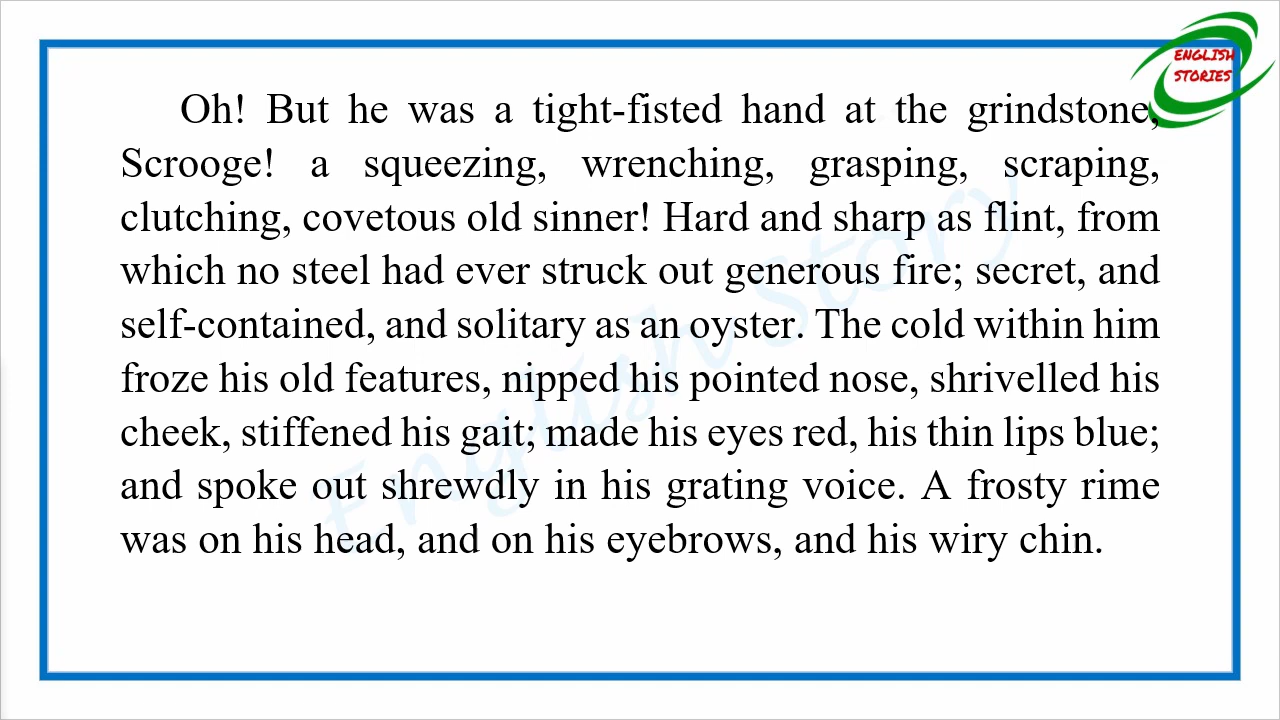 ENGLISH
STORIES
Oh! But he was a tight-fisted hand at the grindstone,
Scrooge! a squeezing, wrenching, grasping, scraping,
clutching, covetous old sinner! Hard and sharp as flint, from
which no steel had ever struck out generous fire; secret, and
self-contained, and solitary as an oyster. The cold within him
froze his old features, nipped his pointed nose, shrivelled his
cheek, stiffened his gait; made his eyes red, his thin lips blue;
and spoke out shrewdly in his grating voice. A frosty rime
was on his head, and on his eyebrows, and his wiry chin.
English Story